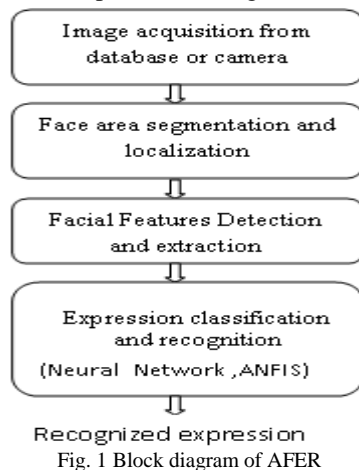 Image acquisition from
database or camera
Face area segmentation and
localization
Facial Features Detection
and extraction
Expression classification
and recognition
(Neural Network ,ANFIS)
Recognized expression
Fig. 1 Block diagram of AFER